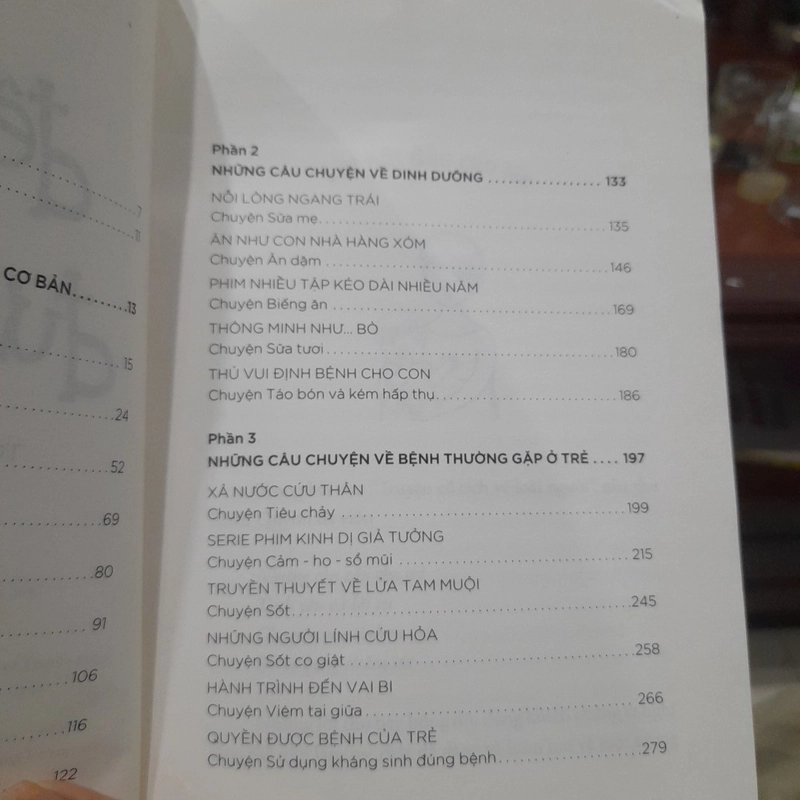 7
11
CƠ BẢN........13
15
24
52
69
80
91
106
116
122
Phần 2
NHỮNG CÂU CHUYỆN VỀ DINH DƯỠNG .................... 133
NỖI LÒNG NGANG TRÁI
Chuyện Sữa mẹ .................... 135
ĂN NHƯ CON NHÀ HÀNG XÓM
Chuyện Ăn dặm .................... 146
PHIM NHIỀU TẬP KÉO DÀI NHIỀU NĂM
Chuyện Biếng ăn .................... 169
THÔNG MINH NHƯ... BÒ
Chuyện Sữa tươi .................... 180
THÚ VUI ĐỊNH BỆNH CHO CON
Chuyện Táo bón và kém hấp thụ .................... 186
Phần 3
NHỮNG CÂU CHUYỆN VỀ BỆNH THƯỜNG GẶP Ở TRẺ .... 197
XẢ NƯỚC CỨU THÂN
Chuyện Tiêu chảy .................... 199
SERIE PHIM KINH DỊ GIẢ TƯỞNG
Chuyện Cảm - ho - sổ mũi .................... 215
TRUYỀN THUYẾT VỀ LỬA TAM MUỘI
Chuyện Sốt .................... 245
NHỮNG NGƯỜI LÍNH CỨU HỎA
Chuyện Sốt co giật .................... 258
HÀNH TRÌNH ĐẾN VAI BI
Chuyện Viêm tai giữa .................... 266
QUYỀN ĐƯỢC BỆNH CỦA TRẺ
Chuyện Sử dụng kháng sinh đúng bệnh .................... 279